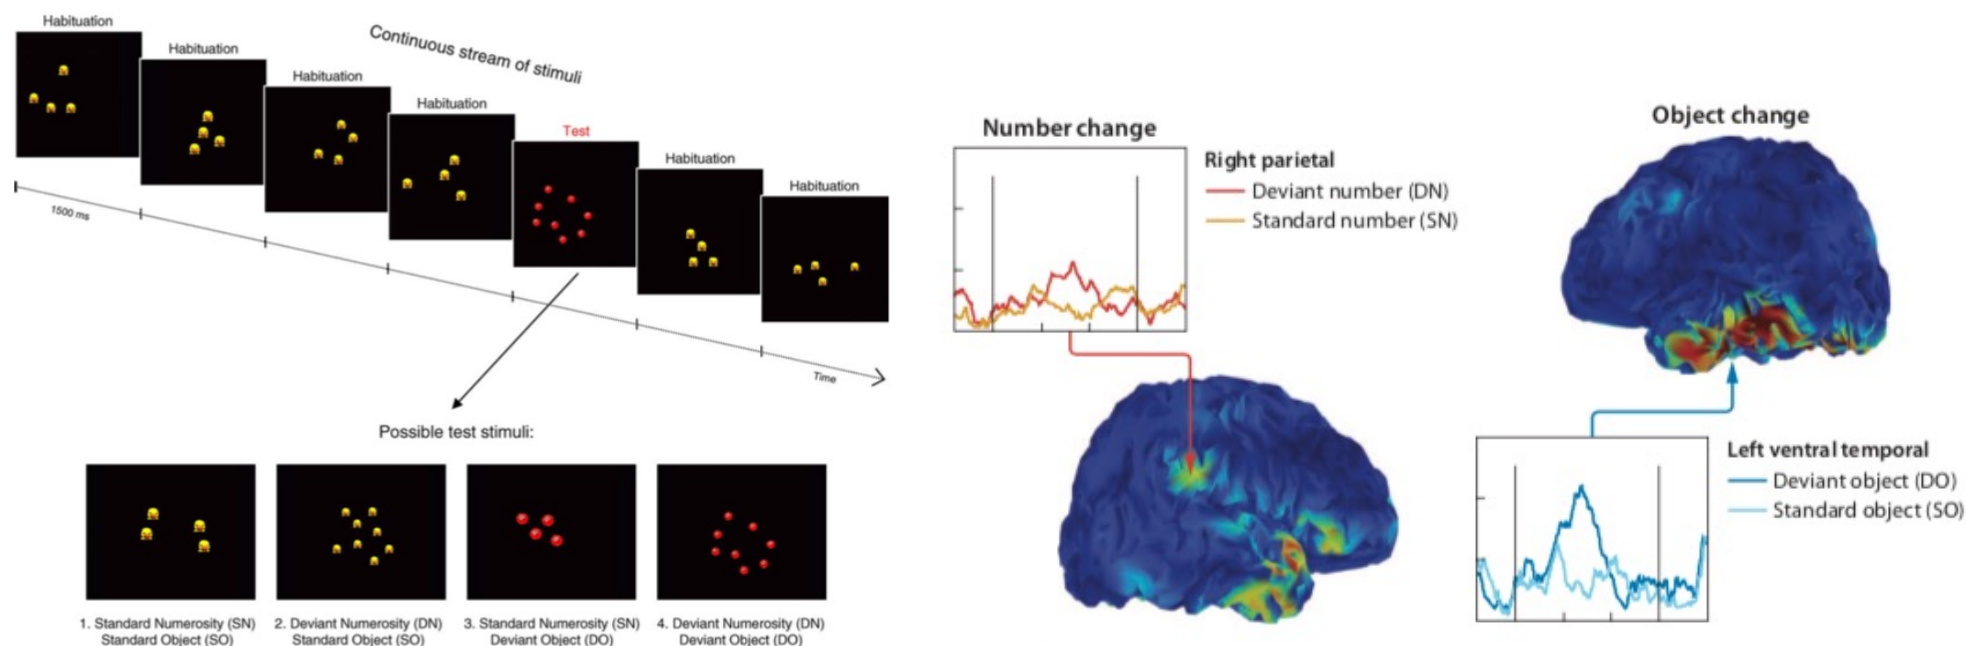 Habituation
Habituation
Habituation
Habituation
Test
Habituation
Habituation
Continuous stream of stimuli
1500 ms
Time
Possible test stimuli:
1. Standard Numerosity (SN)
Standard Object (SO)
2. Deviant Numerosity (DN)
Standard Object (SO)
3. Standard Numerosity (SN)
Deviant Object (DO)
4. Deviant Numerosity (DN)
Deviant Object (DO)
Number change
Right parietal
Deviant number (DN)
Standard number (SN)
Object change
Left ventral temporal
Deviant object (DO)
Standard object (SO)